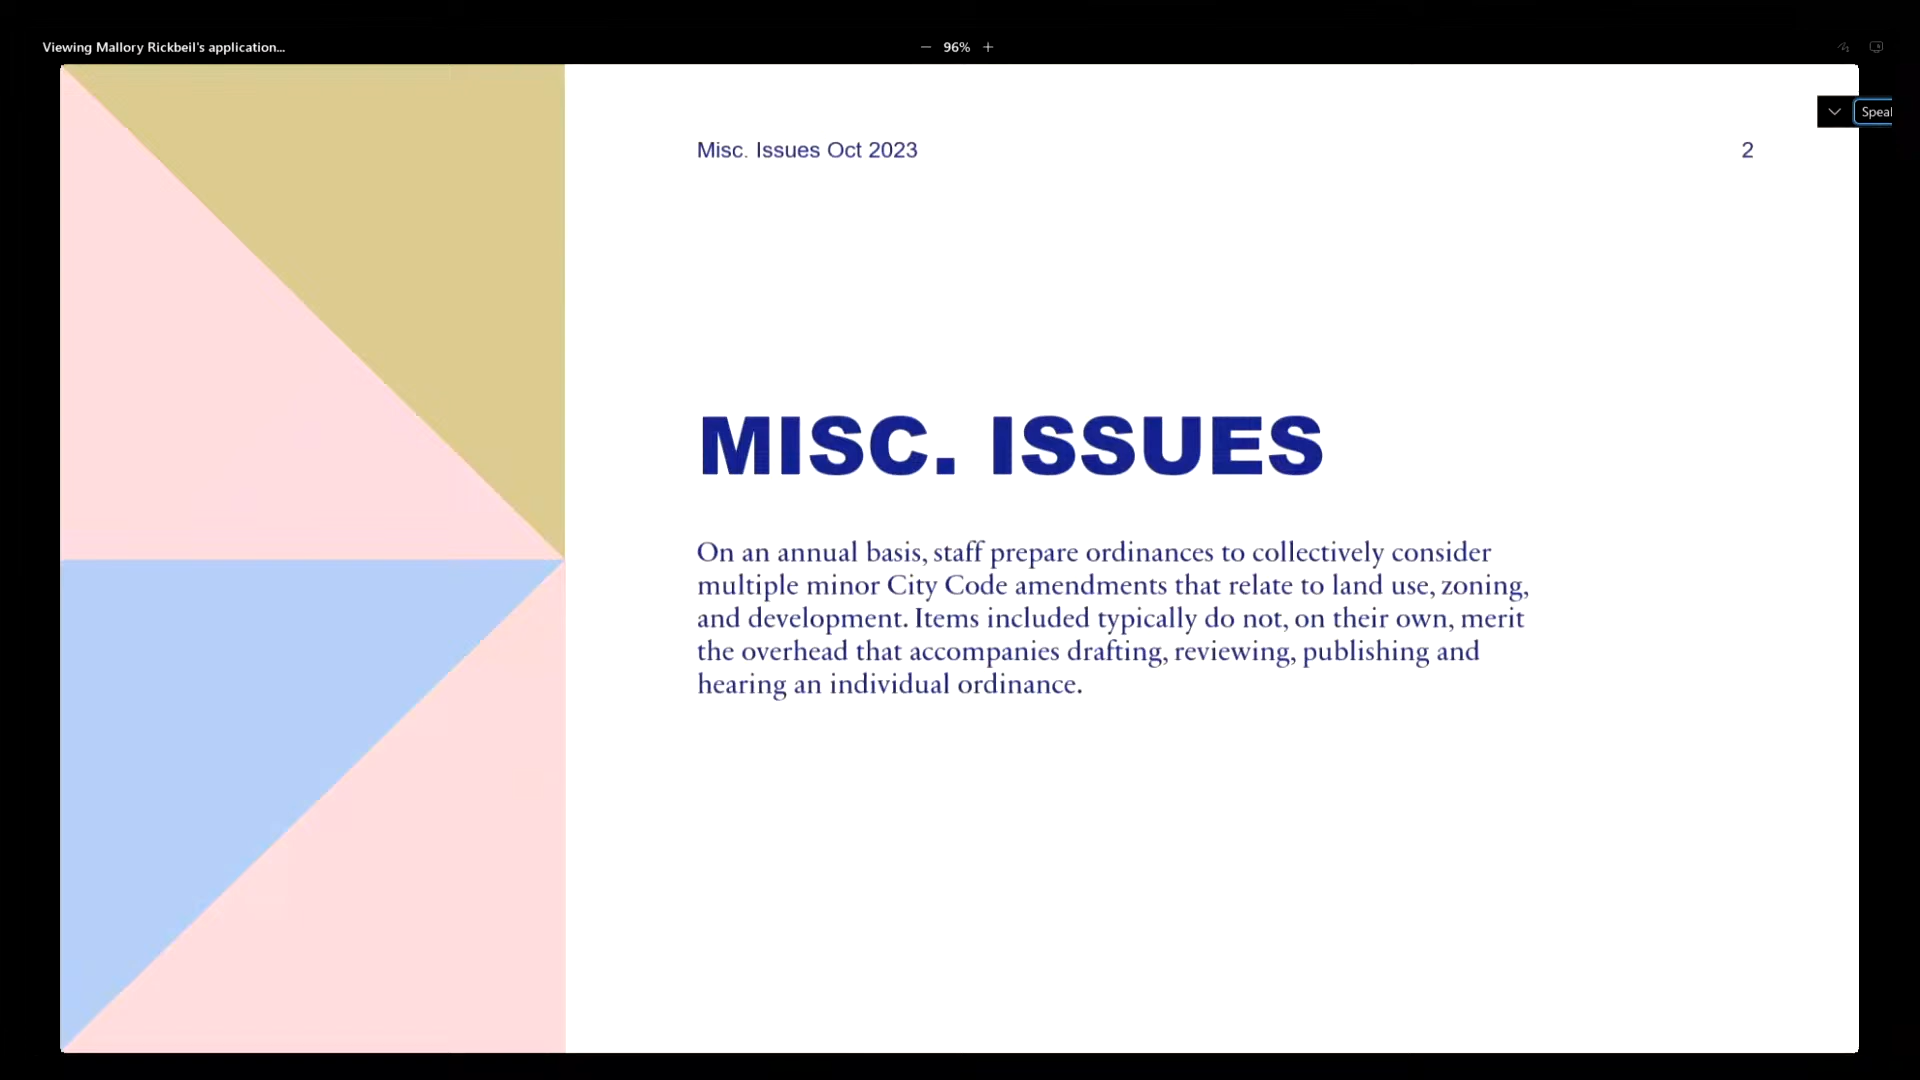 Viewing Mallory Rickbeil's application...
96%
Speal
Misc. Issues Oct 2023
2
MISC. ISSUES
On an annual basis, staff prepare ordinances to collectively consider
multiple minor City Code amendments that relate to land use, zoning,
and development. Items included typically do not, on their own, merit
the overhead that accompanies drafting, reviewing, publishing and
hearing an individual ordinance.